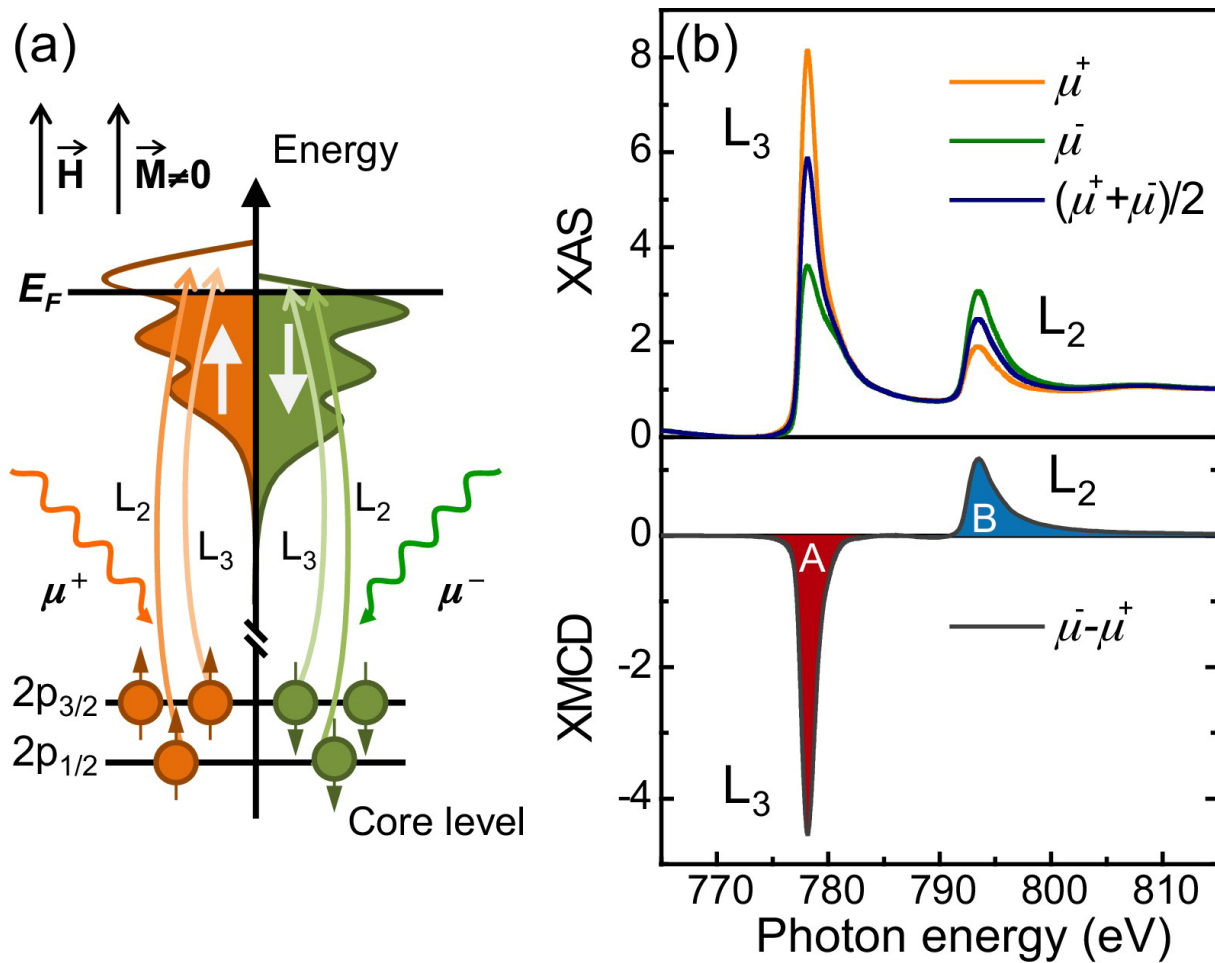 (a)
H⃗ M⃗≠0
Energy
E_F
L₂ L₃ L₃ L₂
μ⁺ μ⁻
2p₃/₂
2p₁/₂
Core level
(b)
XAS
8
6
4
2
0
L₃
μ⁺
μ⁻
(μ⁺+μ⁻)/2
L₂
XMCD
0
-2
-4
L₂
B
A
μ⁻-μ⁺
L₃
770 780 790 800 810
Photon energy (eV)